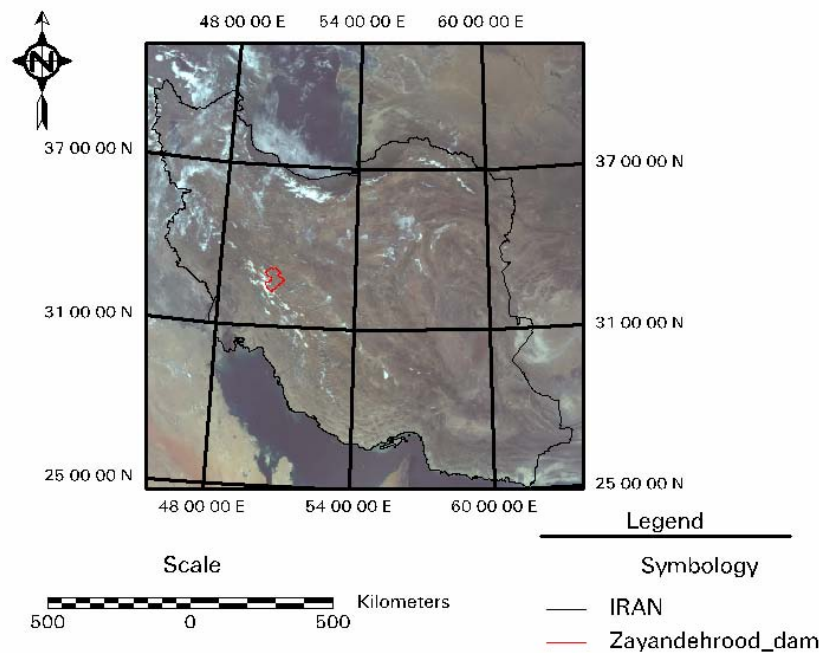 48 00 00 E 54 00 00 E 60 00 00 E
N
37 00 00 N 37 00 00 N
31 00 00 N 31 00 00 N
25 00 00 N 25 00 00 N
48 00 00 E 54 00 00 E 60 00 00 E
Legend
Scale
Symbology
Kilometers
500 0 500
IRAN
Zayandehrood_dam